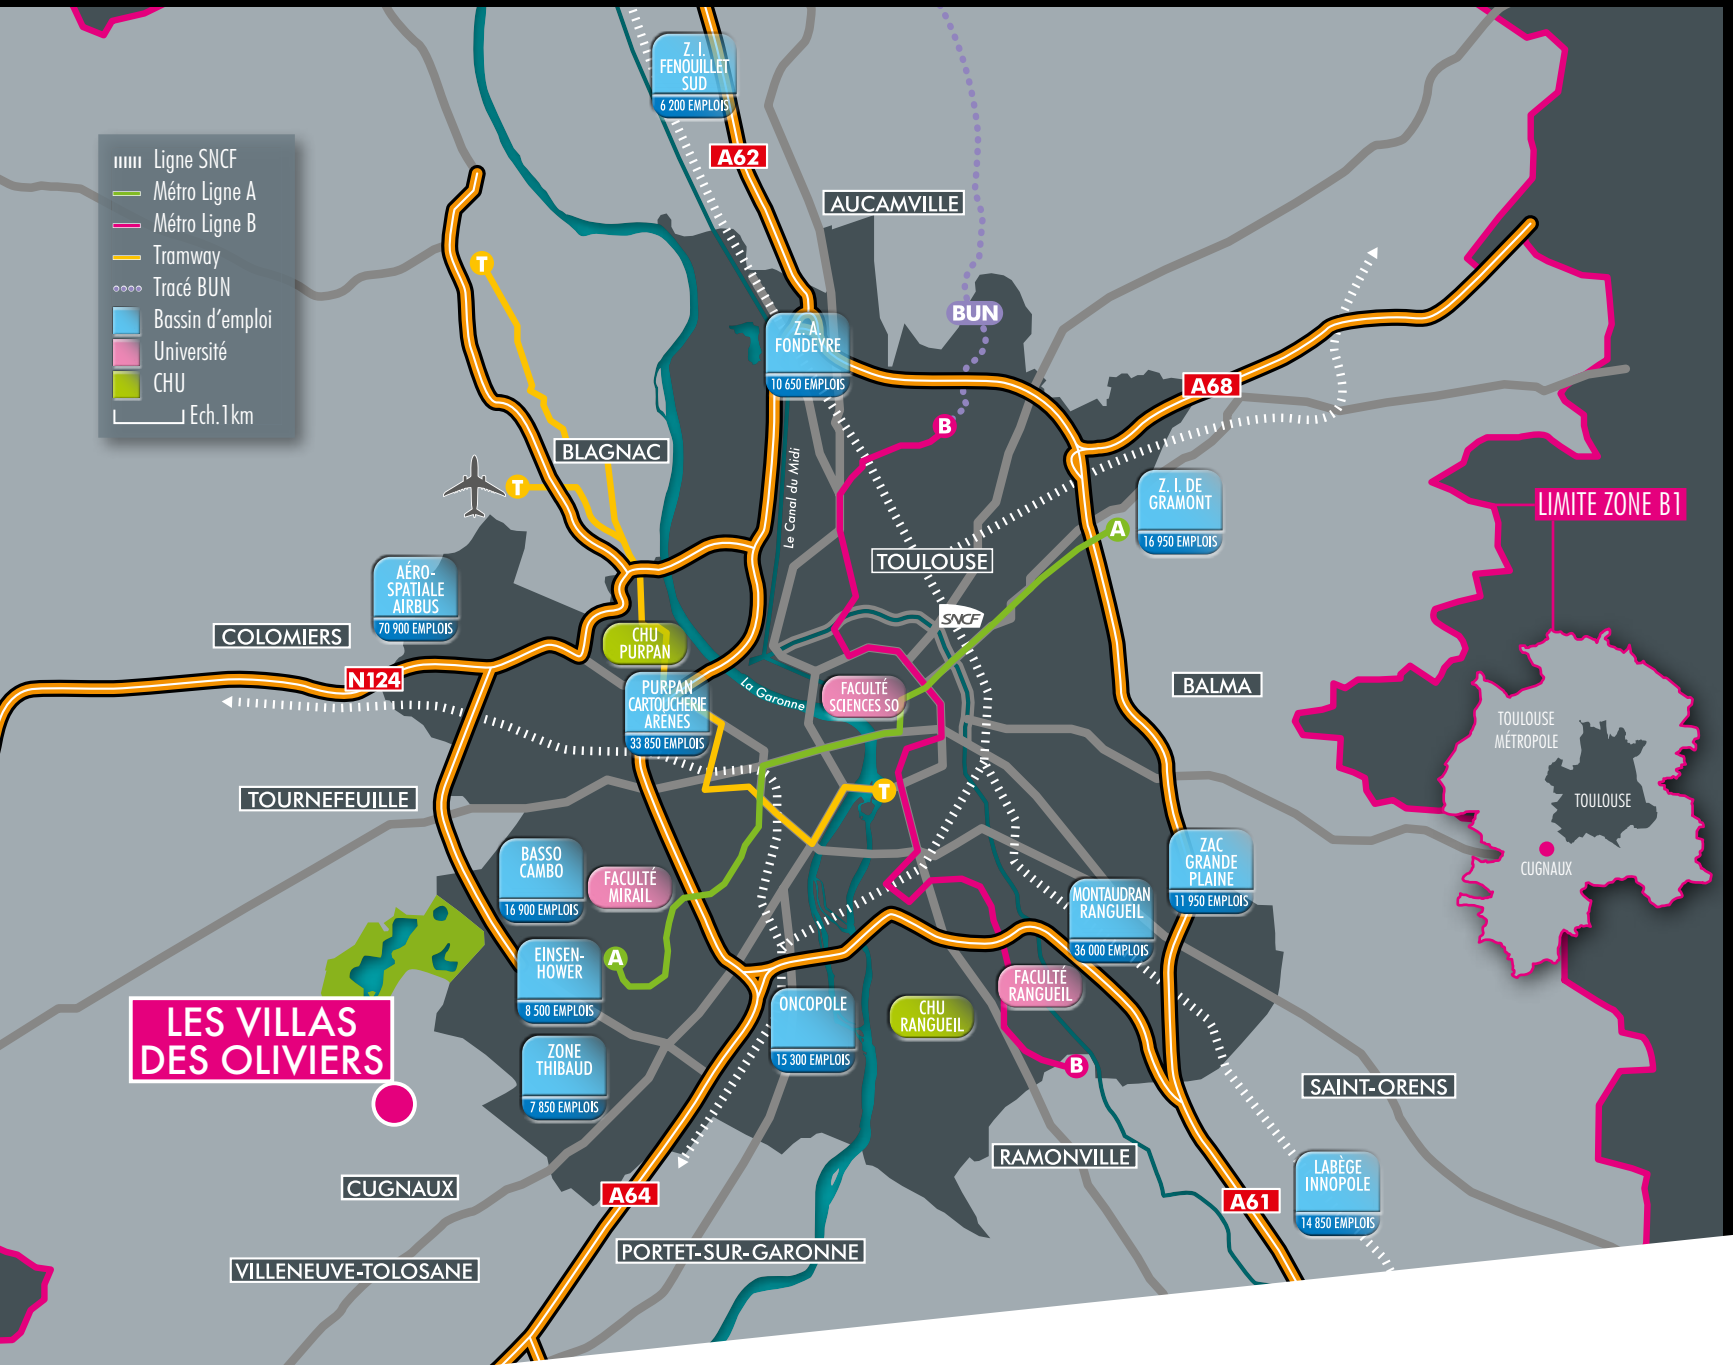 Z. I.
FENOUILLET
SUD
6 200 EMPLOIS
A62
Ligne SNCF
Métro Ligne A
Métro Ligne B
Tramway
Tracé BUN
Bassin d'emploi
Université
CHU
Ech.1km
AUCAMVILLE
T
BUN
Z. A.
FONDEYRE
10 650 EMPLOIS
A68
B
BLAGNAC
T
Le Canal du Midi
Z. I. DE
GRAMONT
16 950 EMPLOIS
A
LIMITE ZONE B1
TOULOUSE
AÉRO-
SPATIALE
AIRBUS
70 900 EMPLOIS
SNCF
COLOMIERS
CHU
PURPAN
N124
PURPAN
CARTOUCHERIE
ARÈNES
33 850 EMPLOIS
La Garonne
FACULTÉ
SCIENCES SO
BALMA
TOULOUSE
MÉTROPOLE
TOULOUSE
CUGNAUX
TOURNEFEUILLE
T
BASSO
CAMBO
16 900 EMPLOIS
FACULTÉ
MIRAIL
ZAC
GRANDE
PLAINE
11 950 EMPLOIS
MONTAUDRAN
RANGUEIL
36 000 EMPLOIS
EINSEN-
HOWER
8 500 EMPLOIS
A
FACULTÉ
RANGUEIL
ONCOPOLE
15 300 EMPLOIS
CHU
RANGUEIL
LES VILLAS
DES OLIVIERS
ZONE
THIBAUD
7 850 EMPLOIS
B
SAINT-ORENS
RAMONVILLE
CUGNAUX
A64
A61
LABÈGE
INNOPOLE
14 850 EMPLOIS
PORTET-SUR-GARONNE
VILLENEUVE-TOLOSANE